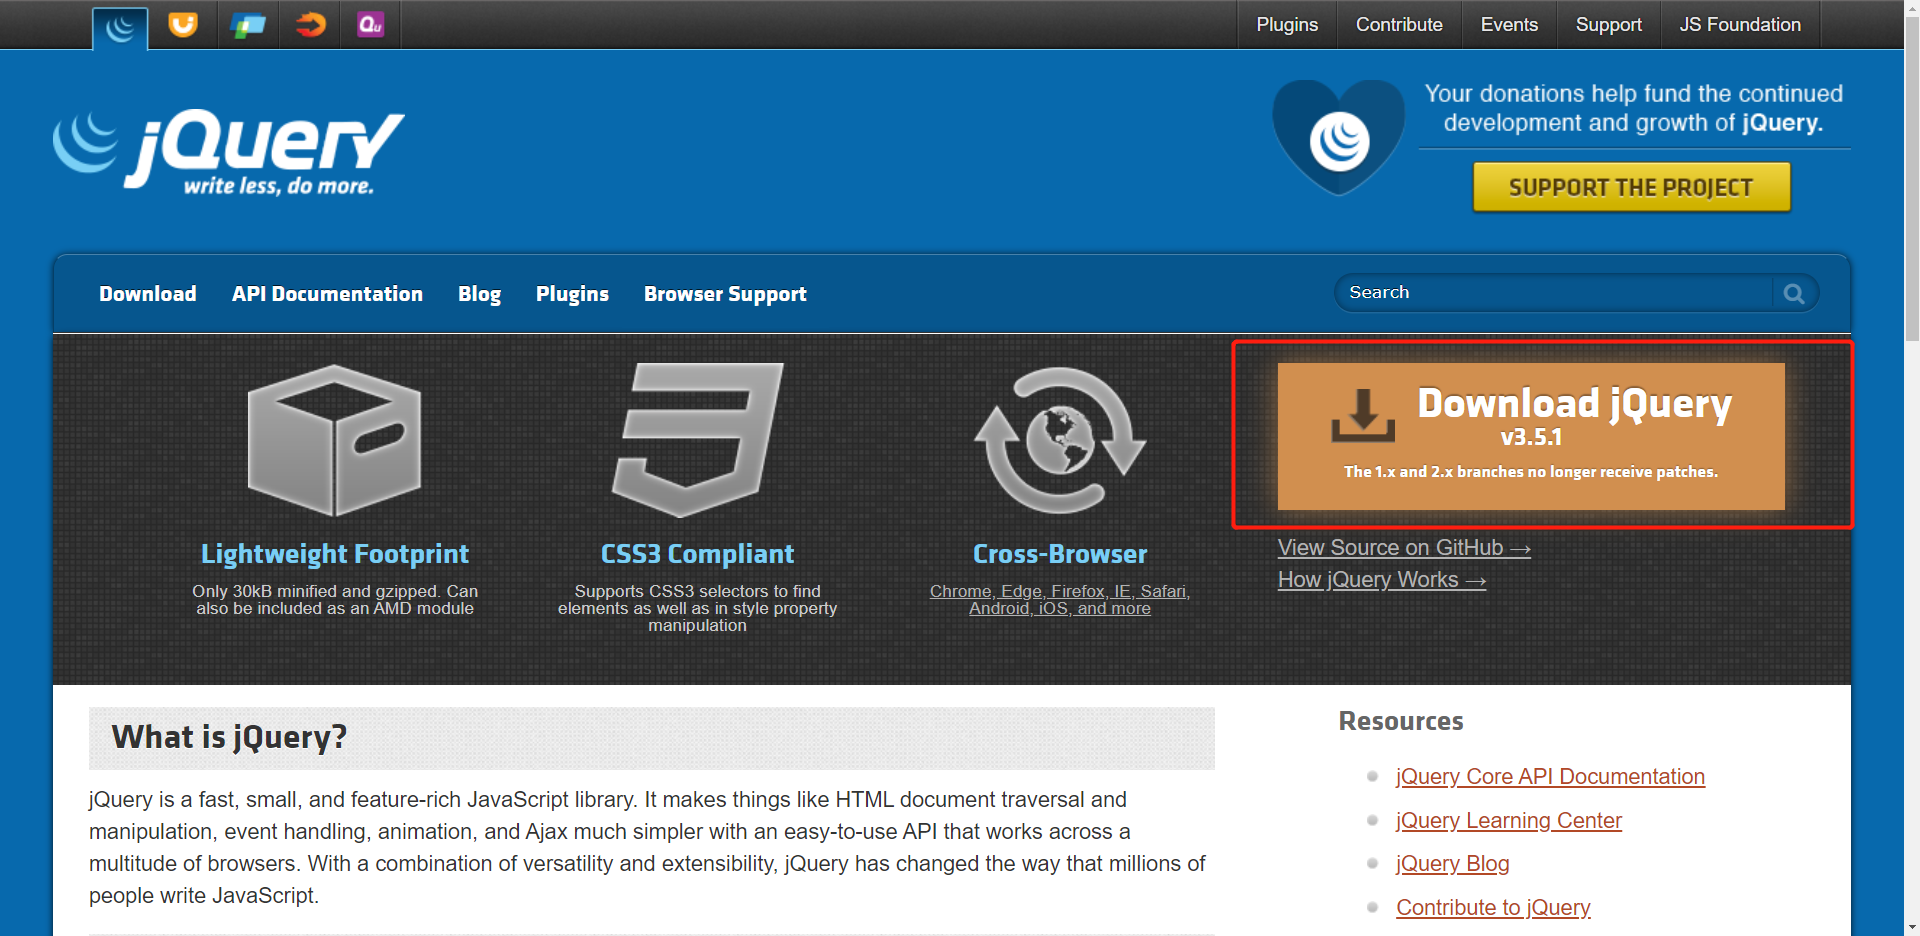 Plugins
Contribute
Events
Support
JS Foundation
Qu
jQuery
write less, do more.
Your donations help fund the continued
development and growth of jQuery.
SUPPORT THE PROJECT
Download
API Documentation
Blog
Plugins
Browser Support
Search
Lightweight Footprint
Only 30kB minified and gzipped. Can
also be included as an AMD module
CSS3 Compliant
Supports CSS3 selectors to find
elements as well as in style property
manipulation
Cross-Browser
Chrome, Edge, Firefox, IE, Safari,
Android, iOS, and more
Download jQuery
v3.5.1
The 1.x and 2.x branches no longer receive patches.
View Source on GitHub →
How jQuery Works →
What is jQuery?
jQuery is a fast, small, and feature-rich JavaScript library. It makes things like HTML document traversal and
manipulation, event handling, animation, and Ajax much simpler with an easy-to-use API that works across a
multitude of browsers. With a combination of versatility and extensibility, jQuery has changed the way that millions of
people write JavaScript.
Resources
jQuery Core API Documentation
jQuery Learning Center
jQuery Blog
Contribute to jQuery